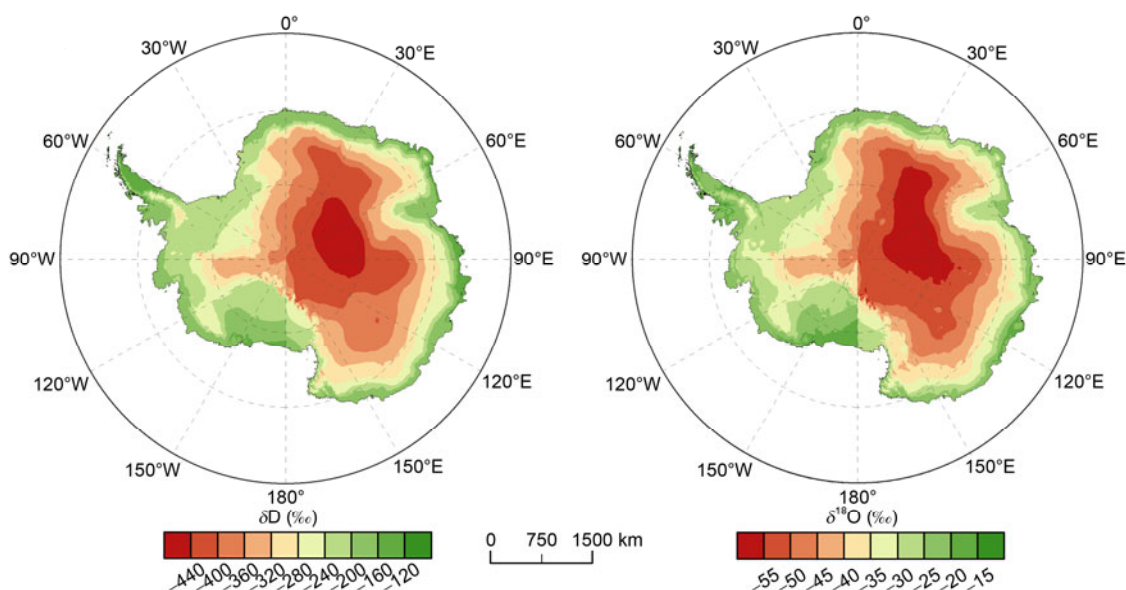 0° 0°
30°W 30°E 30°W 30°E
60°W 60°E 60°W 60°E
90°W 90°E 90°W 90°E
120°W 120°E 120°W 120°E
150°W 150°E 150°W 150°E
180° 180°
δD (‰) δ¹⁸O (‰)
0 750 1500 km
–440 –400 –360 –320 –280 –240 –200 –160 –120
–55 –50 –45 –40 –35 –30 –25 –20 –15